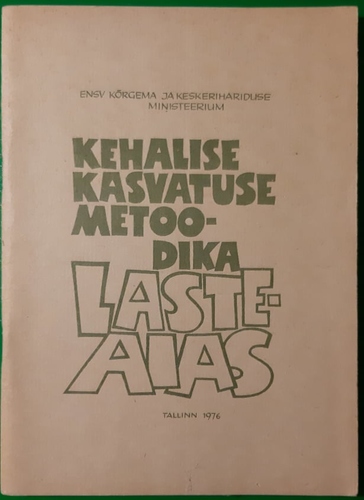 ENSV KÕRGEMA JA KESKERIHARIDUSE
MINISTEERIUM
KEHALISE
KASVATUSE
METOO-
DIKA
LASTE-
AIAS
TALLINN 1976